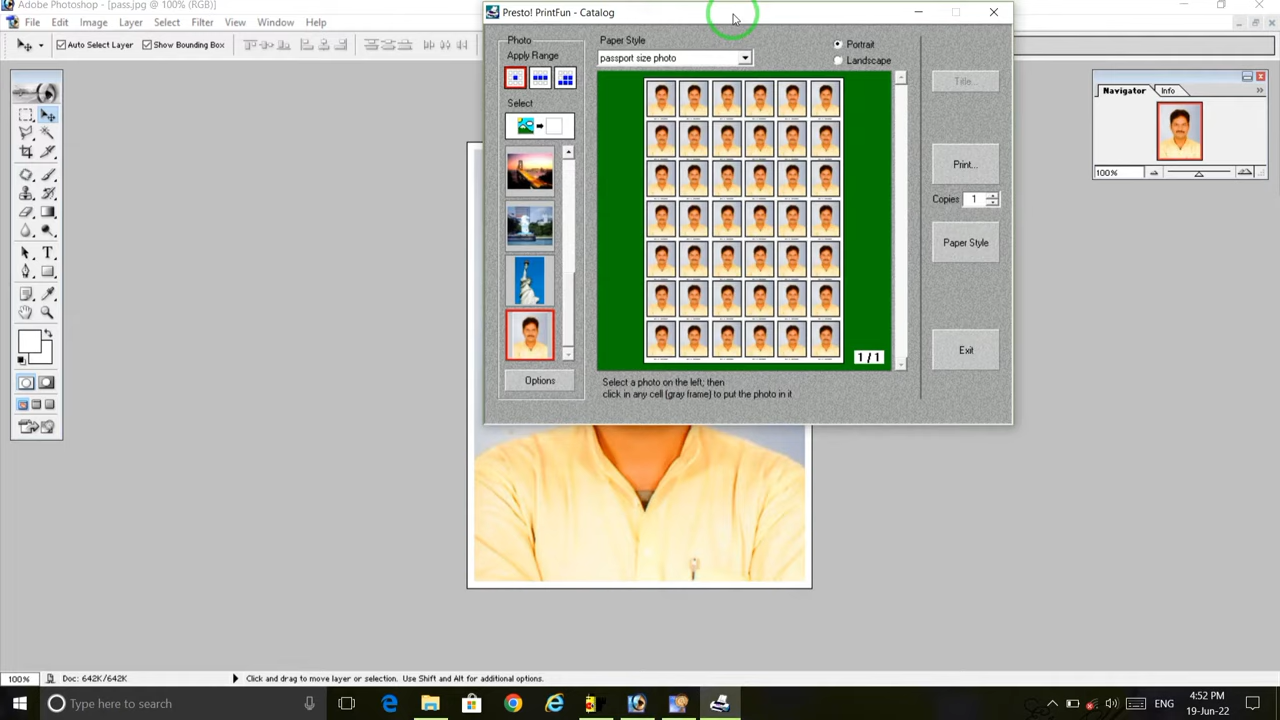 Adobe Photoshop - [pass.jpg @ 100% (RGB)]
File Edit Image Layer Select Filter View Window Help
Auto Select Layer Show Bounding Box
Presto! PrintFun - Catalog
Photo
Apply Range
Select
Options
Paper Style
passport size photo
Portrait
Landscape
1 / 1
Select a photo on the left; then
click in any cell (gray frame) to put the photo in it
Title...
Print...
Copies 1
Paper Style
Exit
Navigator Info
100%
100% Doc: 642K/642K Click and drag to move layer or selection. Use Shift and Alt for additional options.
Type here to search
ENG
4:52 PM
19-Jun-22